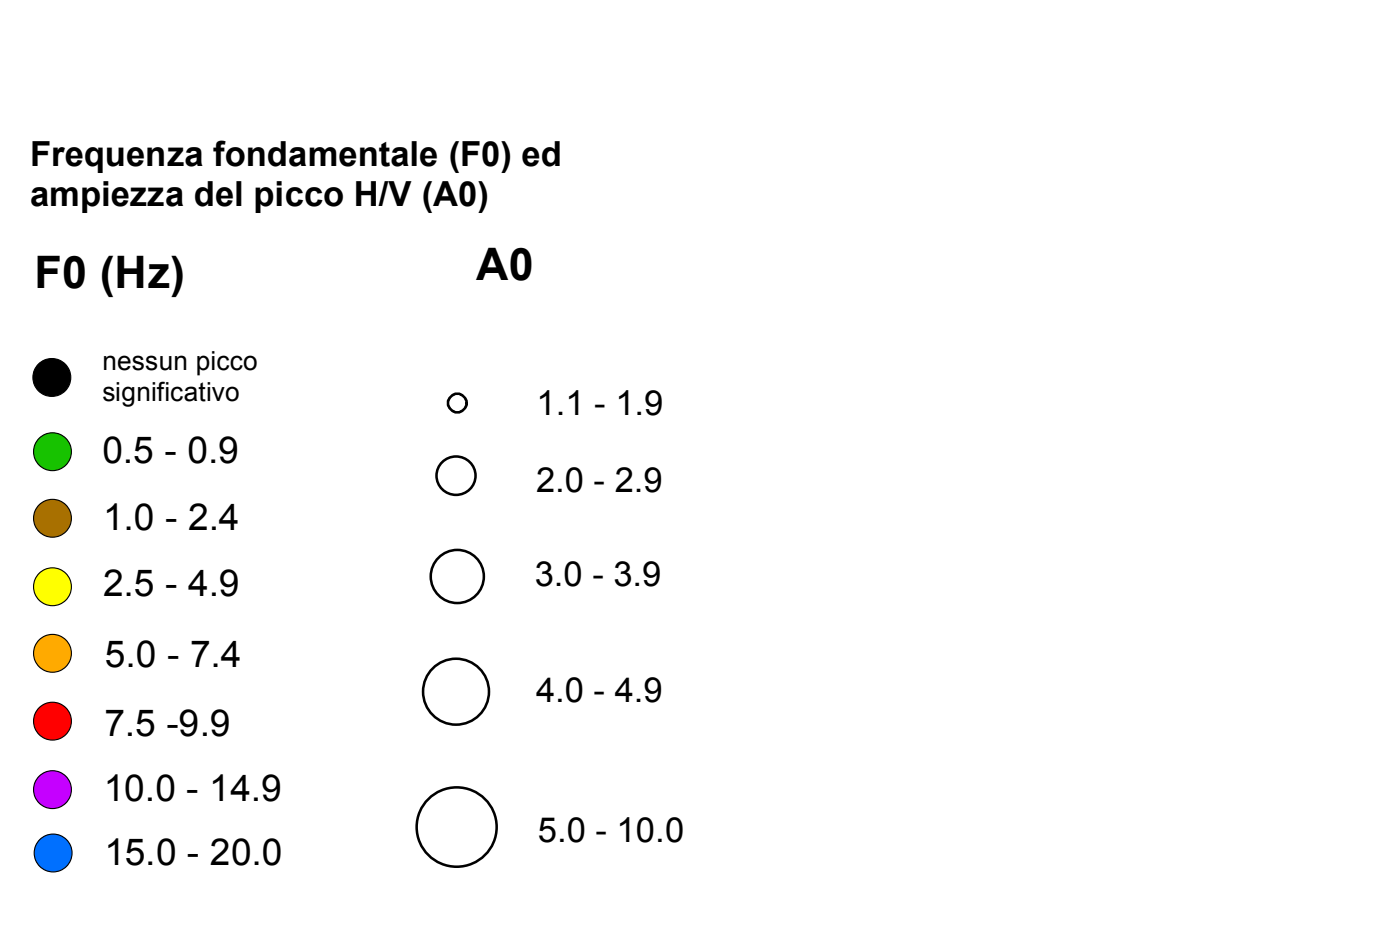 Frequenza fondamentale (F0) ed
ampiezza del picco H/V (A0)
F0 (Hz)
nessun picco
significativo
0.5 - 0.9
1.0 - 2.4
2.5 - 4.9
5.0 - 7.4
7.5 -9.9
10.0 - 14.9
15.0 - 20.0
A0
1.1 - 1.9
2.0 - 2.9
3.0 - 3.9
4.0 - 4.9
5.0 - 10.0